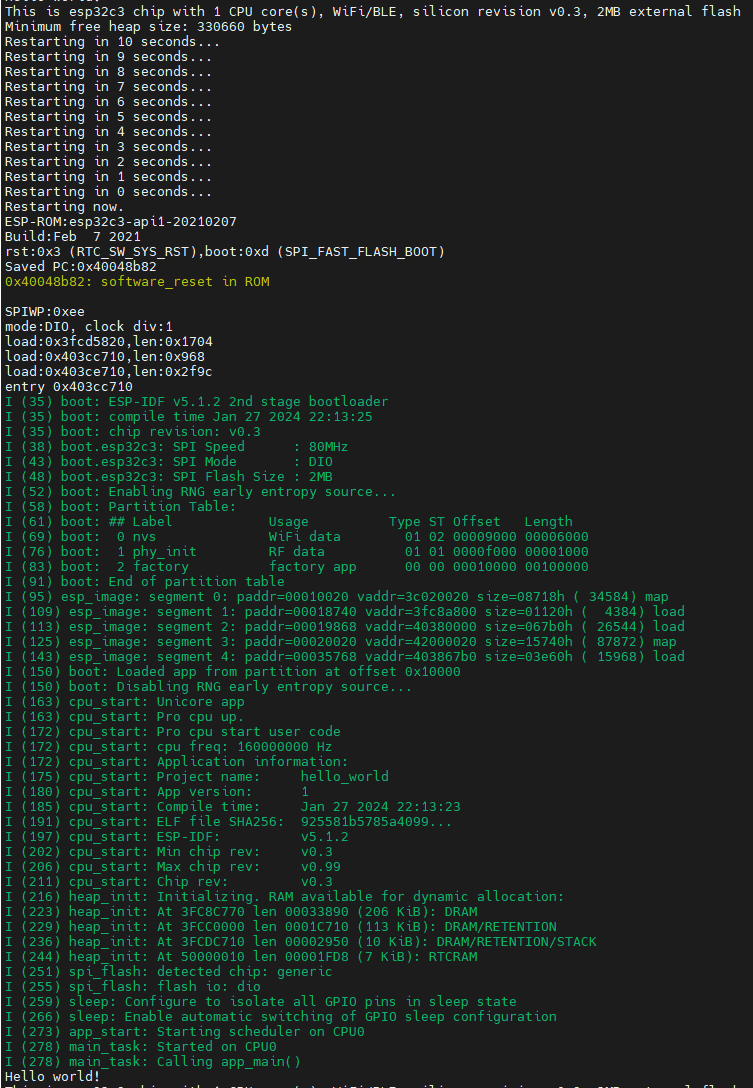 This is esp32c3 chip with 1 CPU core(s), WiFi/BLE, silicon revision v0.3, 2MB external flash
Minimum free heap size: 330660 bytes
Restarting in 10 seconds...
Restarting in 9 seconds...
Restarting in 8 seconds...
Restarting in 7 seconds...
Restarting in 6 seconds...
Restarting in 5 seconds...
Restarting in 4 seconds...
Restarting in 3 seconds...
Restarting in 2 seconds...
Restarting in 1 seconds...
Restarting in 0 seconds...
Restarting now.
ESP-ROM:esp32c3-api1-20210207
Build:Feb  7 2021
rst:0x3 (RTC_SW_SYS_RST),boot:0xd (SPI_FAST_FLASH_BOOT)
Saved PC:0x40048b82
0x40048b82: software_reset in ROM
SPIWP:0xee
mode:DIO, clock div:1
load:0x3fcd5820,len:0x1704
load:0x403cc710,len:0x968
load:0x403ce710,len:0x2f9c
entry 0x403cc710
I (35) boot: ESP-IDF v5.1.2 2nd stage bootloader
I (35) boot: compile time Jan 27 2024 22:13:25
I (35) boot: chip revision: v0.3
I (38) boot.esp32c3: SPI Speed      : 80MHz
I (43) boot.esp32c3: SPI Mode       : DIO
I (48) boot.esp32c3: SPI Flash Size : 2MB
I (52) boot: Enabling RNG early entropy source...
I (58) boot: Partition Table:
I (61) boot: ## Label            Usage          Type ST Offset   Length
I (69) boot:  0 nvs              WiFi data        01 02 00009000 00006000
I (76) boot:  1 phy_init         RF data          01 01 0000f000 00001000
I (83) boot:  2 factory          factory app      00 00 00010000 00100000
I (91) boot: End of partition table
I (95) esp_image: segment 0: paddr=00010020 vaddr=3c020020 size=08718h ( 34584) map
I (109) esp_image: segment 1: paddr=00018740 vaddr=3fc8a800 size=01120h (  4384) load
I (113) esp_image: segment 2: paddr=00019868 vaddr=40380000 size=067b0h ( 26544) load
I (125) esp_image: segment 3: paddr=00020020 vaddr=42000020 size=15740h ( 87872) map
I (143) esp_image: segment 4: paddr=00035768 vaddr=403867b0 size=03e60h ( 15968) load
I (150) boot: Loaded app from partition at offset 0x10000
I (150) boot: Disabling RNG early entropy source...
I (163) cpu_start: Unicore app
I (163) cpu_start: Pro cpu up.
I (172) cpu_start: Pro cpu start user code
I (172) cpu_start: cpu freq: 160000000 Hz
I (172) cpu_start: Application information:
I (175) cpu_start: Project name:     hello_world
I (180) cpu_start: App version:      1
I (185) cpu_start: Compile time:     Jan 27 2024 22:13:23
I (191) cpu_start: ELF file SHA256:  925581b5785a4099...
I (197) cpu_start: ESP-IDF:          v5.1.2
I (202) cpu_start: Min chip rev:     v0.3
I (206) cpu_start: Max chip rev:     v0.99
I (211) cpu_start: Chip rev:         v0.3
I (216) heap_init: Initializing. RAM available for dynamic allocation:
I (223) heap_init: At 3FC8C770 len 00033890 (206 KiB): DRAM
I (229) heap_init: At 3FCC0000 len 0001C710 (113 KiB): DRAM/RETENTION
I (236) heap_init: At 3FCDC710 len 00002950 (10 KiB): DRAM/RETENTION/STACK
I (244) heap_init: At 50000010 len 00001FD8 (7 KiB): RTCRAM
I (251) spi_flash: detected chip: generic
I (255) spi_flash: flash io: dio
I (259) sleep: Configure to isolate all GPIO pins in sleep state
I (266) sleep: Enable automatic switching of GPIO sleep configuration
I (273) app_start: Starting scheduler on CPU0
I (278) main_task: Started on CPU0
I (278) main_task: Calling app_main()
Hello world!